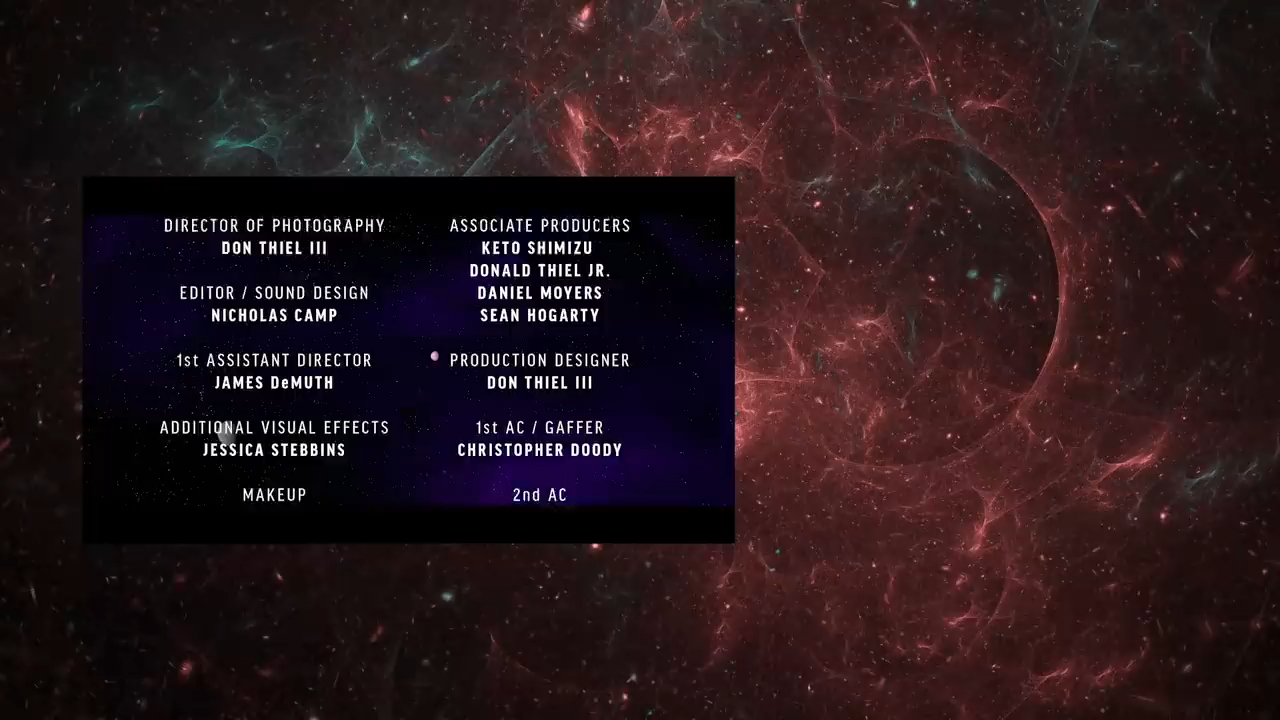 DIRECTOR OF PHOTOGRAPHY
DON THIEL III
EDITOR / SOUND DESIGN
NICHOLAS CAMP
1st ASSISTANT DIRECTOR
JAMES DeMUTH
ADDITIONAL VISUAL EFFECTS
JESSICA STEBBINS
MAKEUP
ASSOCIATE PRODUCERS
KETO SHIMIZU
DONALD THIEL JR.
DANIEL MOYERS
SEAN HOGARTY
PRODUCTION DESIGNER
DON THIEL III
1st AC / GAFFER
CHRISTOPHER DOODY
2nd AC